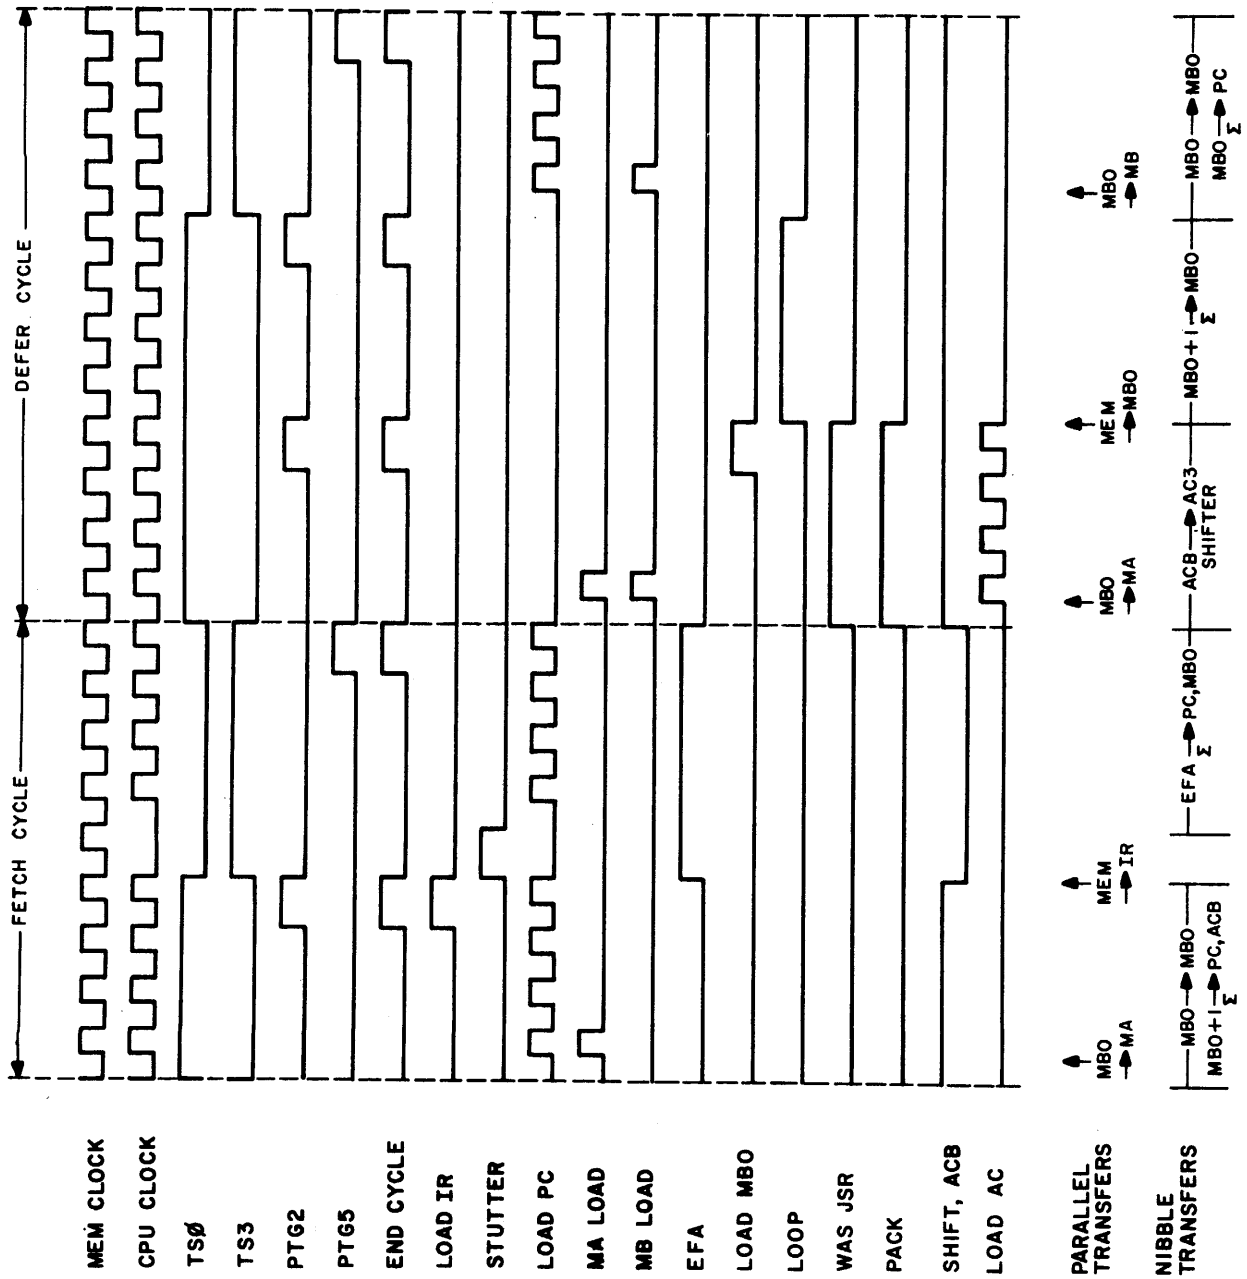 FETCH CYCLE
DEFER CYCLE
MEM CLOCK
CPU CLOCK
TSØ
TS3
PTG2
PTG5
END CYCLE
LOAD IR
STUTTER
LOAD PC
MA LOAD
MB LOAD
EFA
LOAD MBO
LOOP
WAS JSR
PACK
SHIFT, ACB
LOAD AC
PARALLEL
TRANSFERS
MBO
→MA
MEM
→IR
MBO
→MA
MEM
→MBO
MBO
→MB
NIBBLE
TRANSFERS
MBO→MBO
MBO+1→PC,ACB
Σ
EFA→PC,MBO
Σ
ACB→AC3
SHIFTER
MBO+1→MBO
Σ
MBO→MBO
MBO→PC
Σ